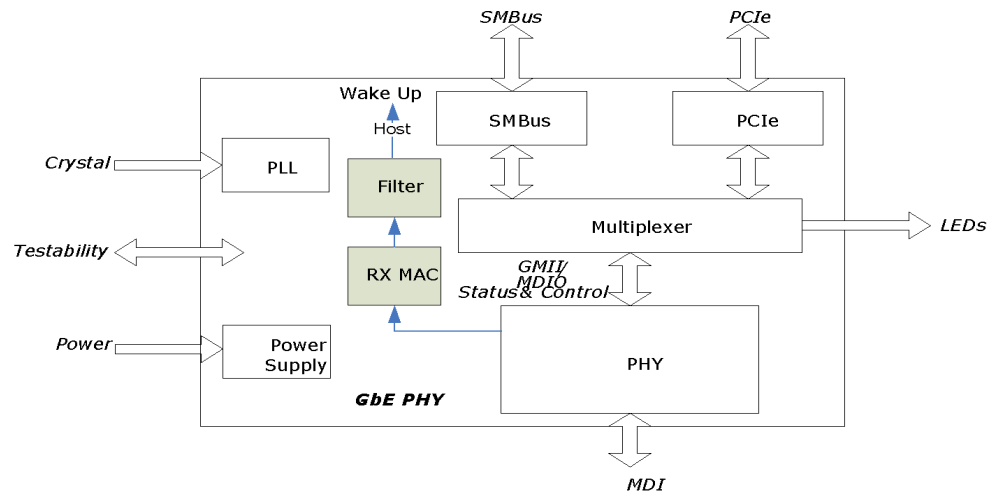 SMBus
PCIe
Wake Up
Host
SMBus
PCIe
Crystal
PLL
Filter
Multiplexer
LEDs
Testability
RX MAC
GMII/
MDIO
Status& Control
Power
Power
Supply
PHY
GbE PHY
MDI